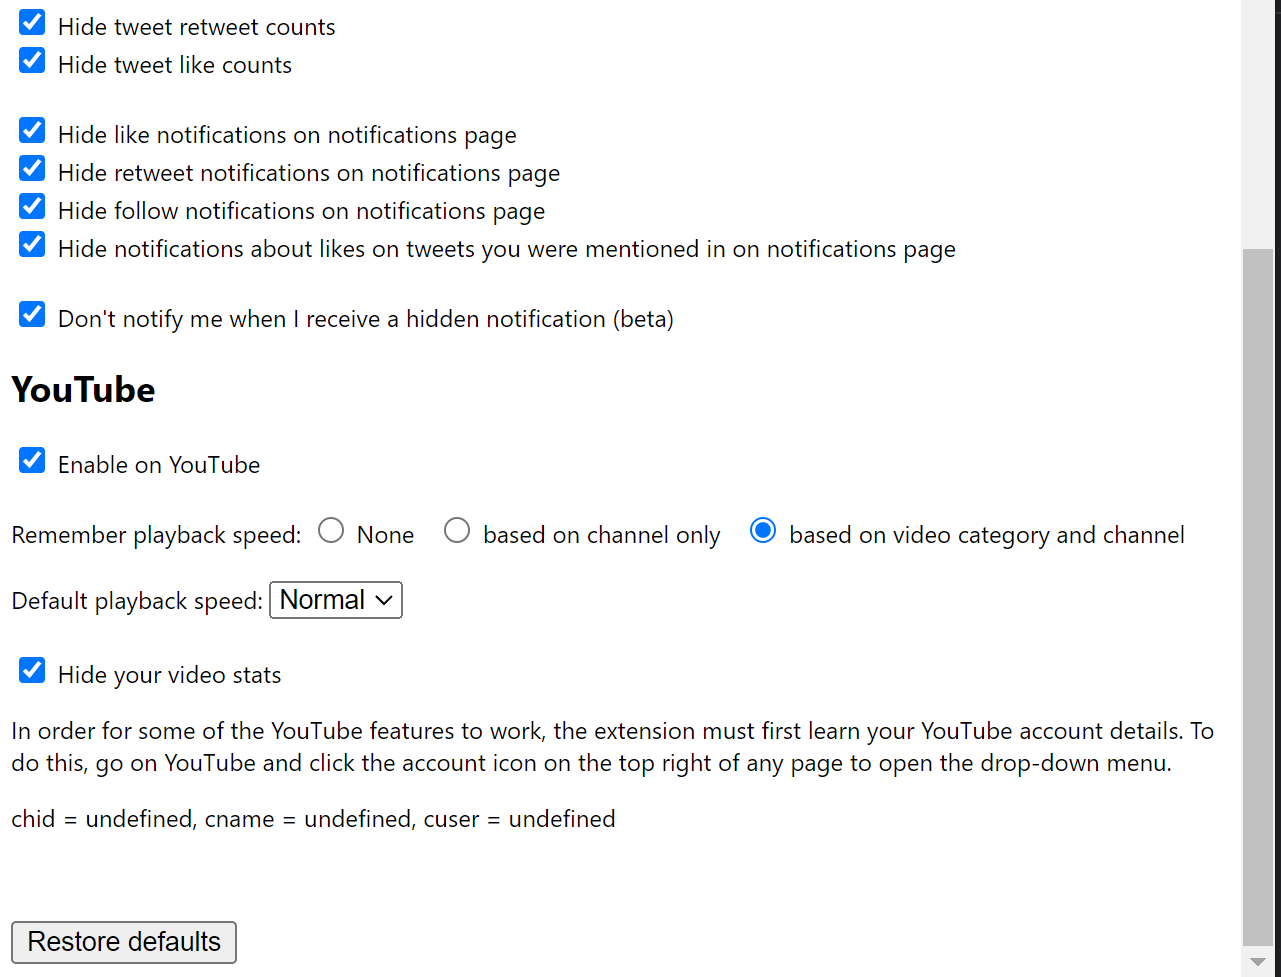 Hide tweet retweet counts
Hide tweet like counts
Hide like notifications on notifications page
Hide retweet notifications on notifications page
Hide follow notifications on notifications page
Hide notifications about likes on tweets you were mentioned in on notifications page
Don't notify me when I receive a hidden notification (beta)
YouTube
Enable on YouTube
Remember playback speed: None based on channel only based on video category and channel
Default playback speed: Normal
Hide your video stats
In order for some of the YouTube features to work, the extension must first learn your YouTube account details. To
do this, go on YouTube and click the account icon on the top right of any page to open the drop-down menu.
chid = undefined, cname = undefined, cuser = undefined
Restore defaults